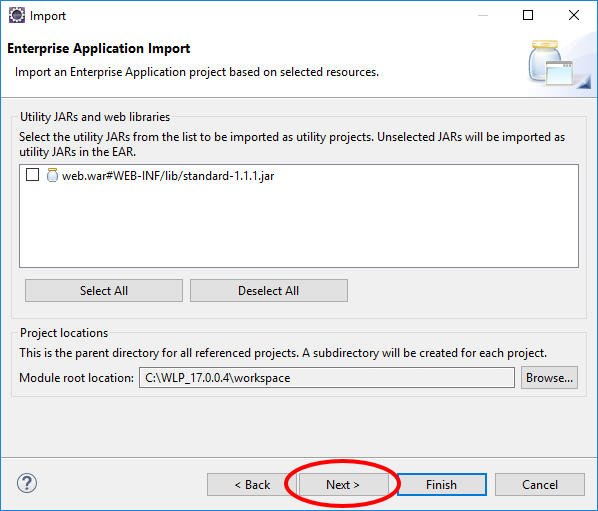 Import
Enterprise Application Import
Import an Enterprise Application project based on selected resources.
Utility JARs and web libraries
Select the utility JARs from the list to be imported as utility projects. Unselected JARs will be imported as
utility JARs in the EAR.
web.war#WEB-INF/lib/standard-1.1.1.jar
Select All
Deselect All
Project locations
This is the parent directory for all referenced projects. A subdirectory will be created for each project.
Module root location: C:\WLP_17.0.0.4\workspace Browse...
? < Back Next > Finish Cancel